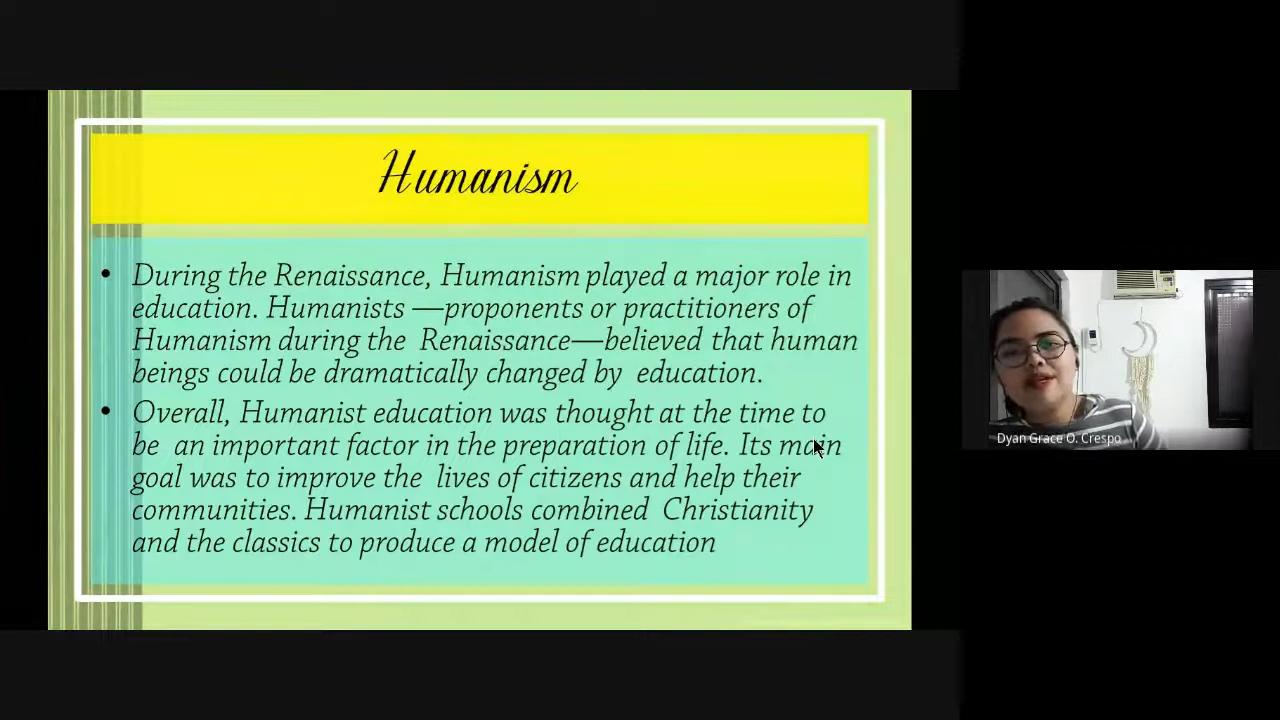 Humanism
• During the Renaissance, Humanism played a major role in
education. Humanists —proponents or practitioners of
Humanism during the Renaissance—believed that human
beings could be dramatically changed by education.
• Overall, Humanist education was thought at the time to
be an important factor in the preparation of life. Its main
goal was to improve the lives of citizens and help their
communities. Humanist schools combined Christianity
and the classics to produce a model of education
Dyan Grace O. Crespo